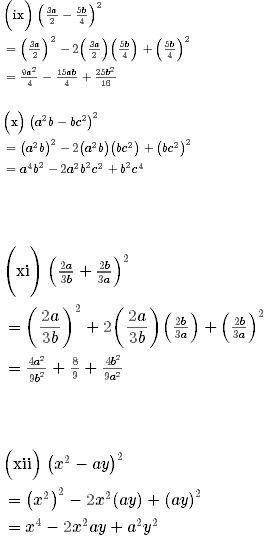 (ix) (3a/2 − 5b/4)²
= (3a/2)² − 2(3a/2)(5b/4) + (5b/4)²
= 9a²/4 − 15ab/4 + 25b²/16
(x) (a²b − bc²)²
= (a²b)² − 2(a²b)(bc²) + (bc²)²
= a⁴b² − 2a²b²c² + b²c⁴
(xi) (2a/3b + 2b/3a)²
= (2a/3b)² + 2(2a/3b)(2b/3a) + (2b/3a)²
= 4a²/9b² + 8/9 + 4b²/9a²
(xii) (x² − ay)²
= (x²)² − 2x²(ay) + (ay)²
= x⁴ − 2x²ay + a²y²